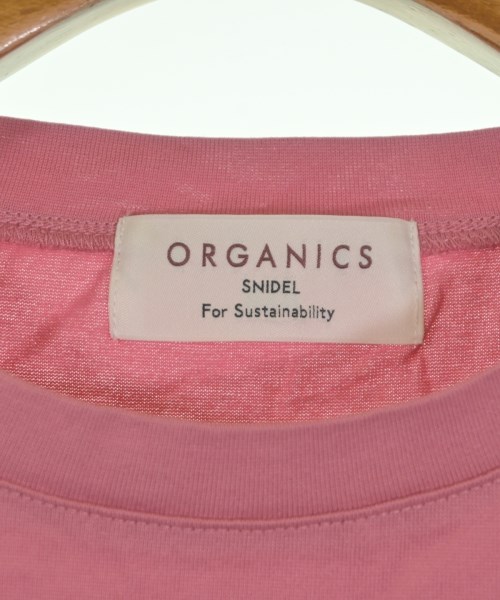 ORGANICS
SNIDEL
For Sustainability